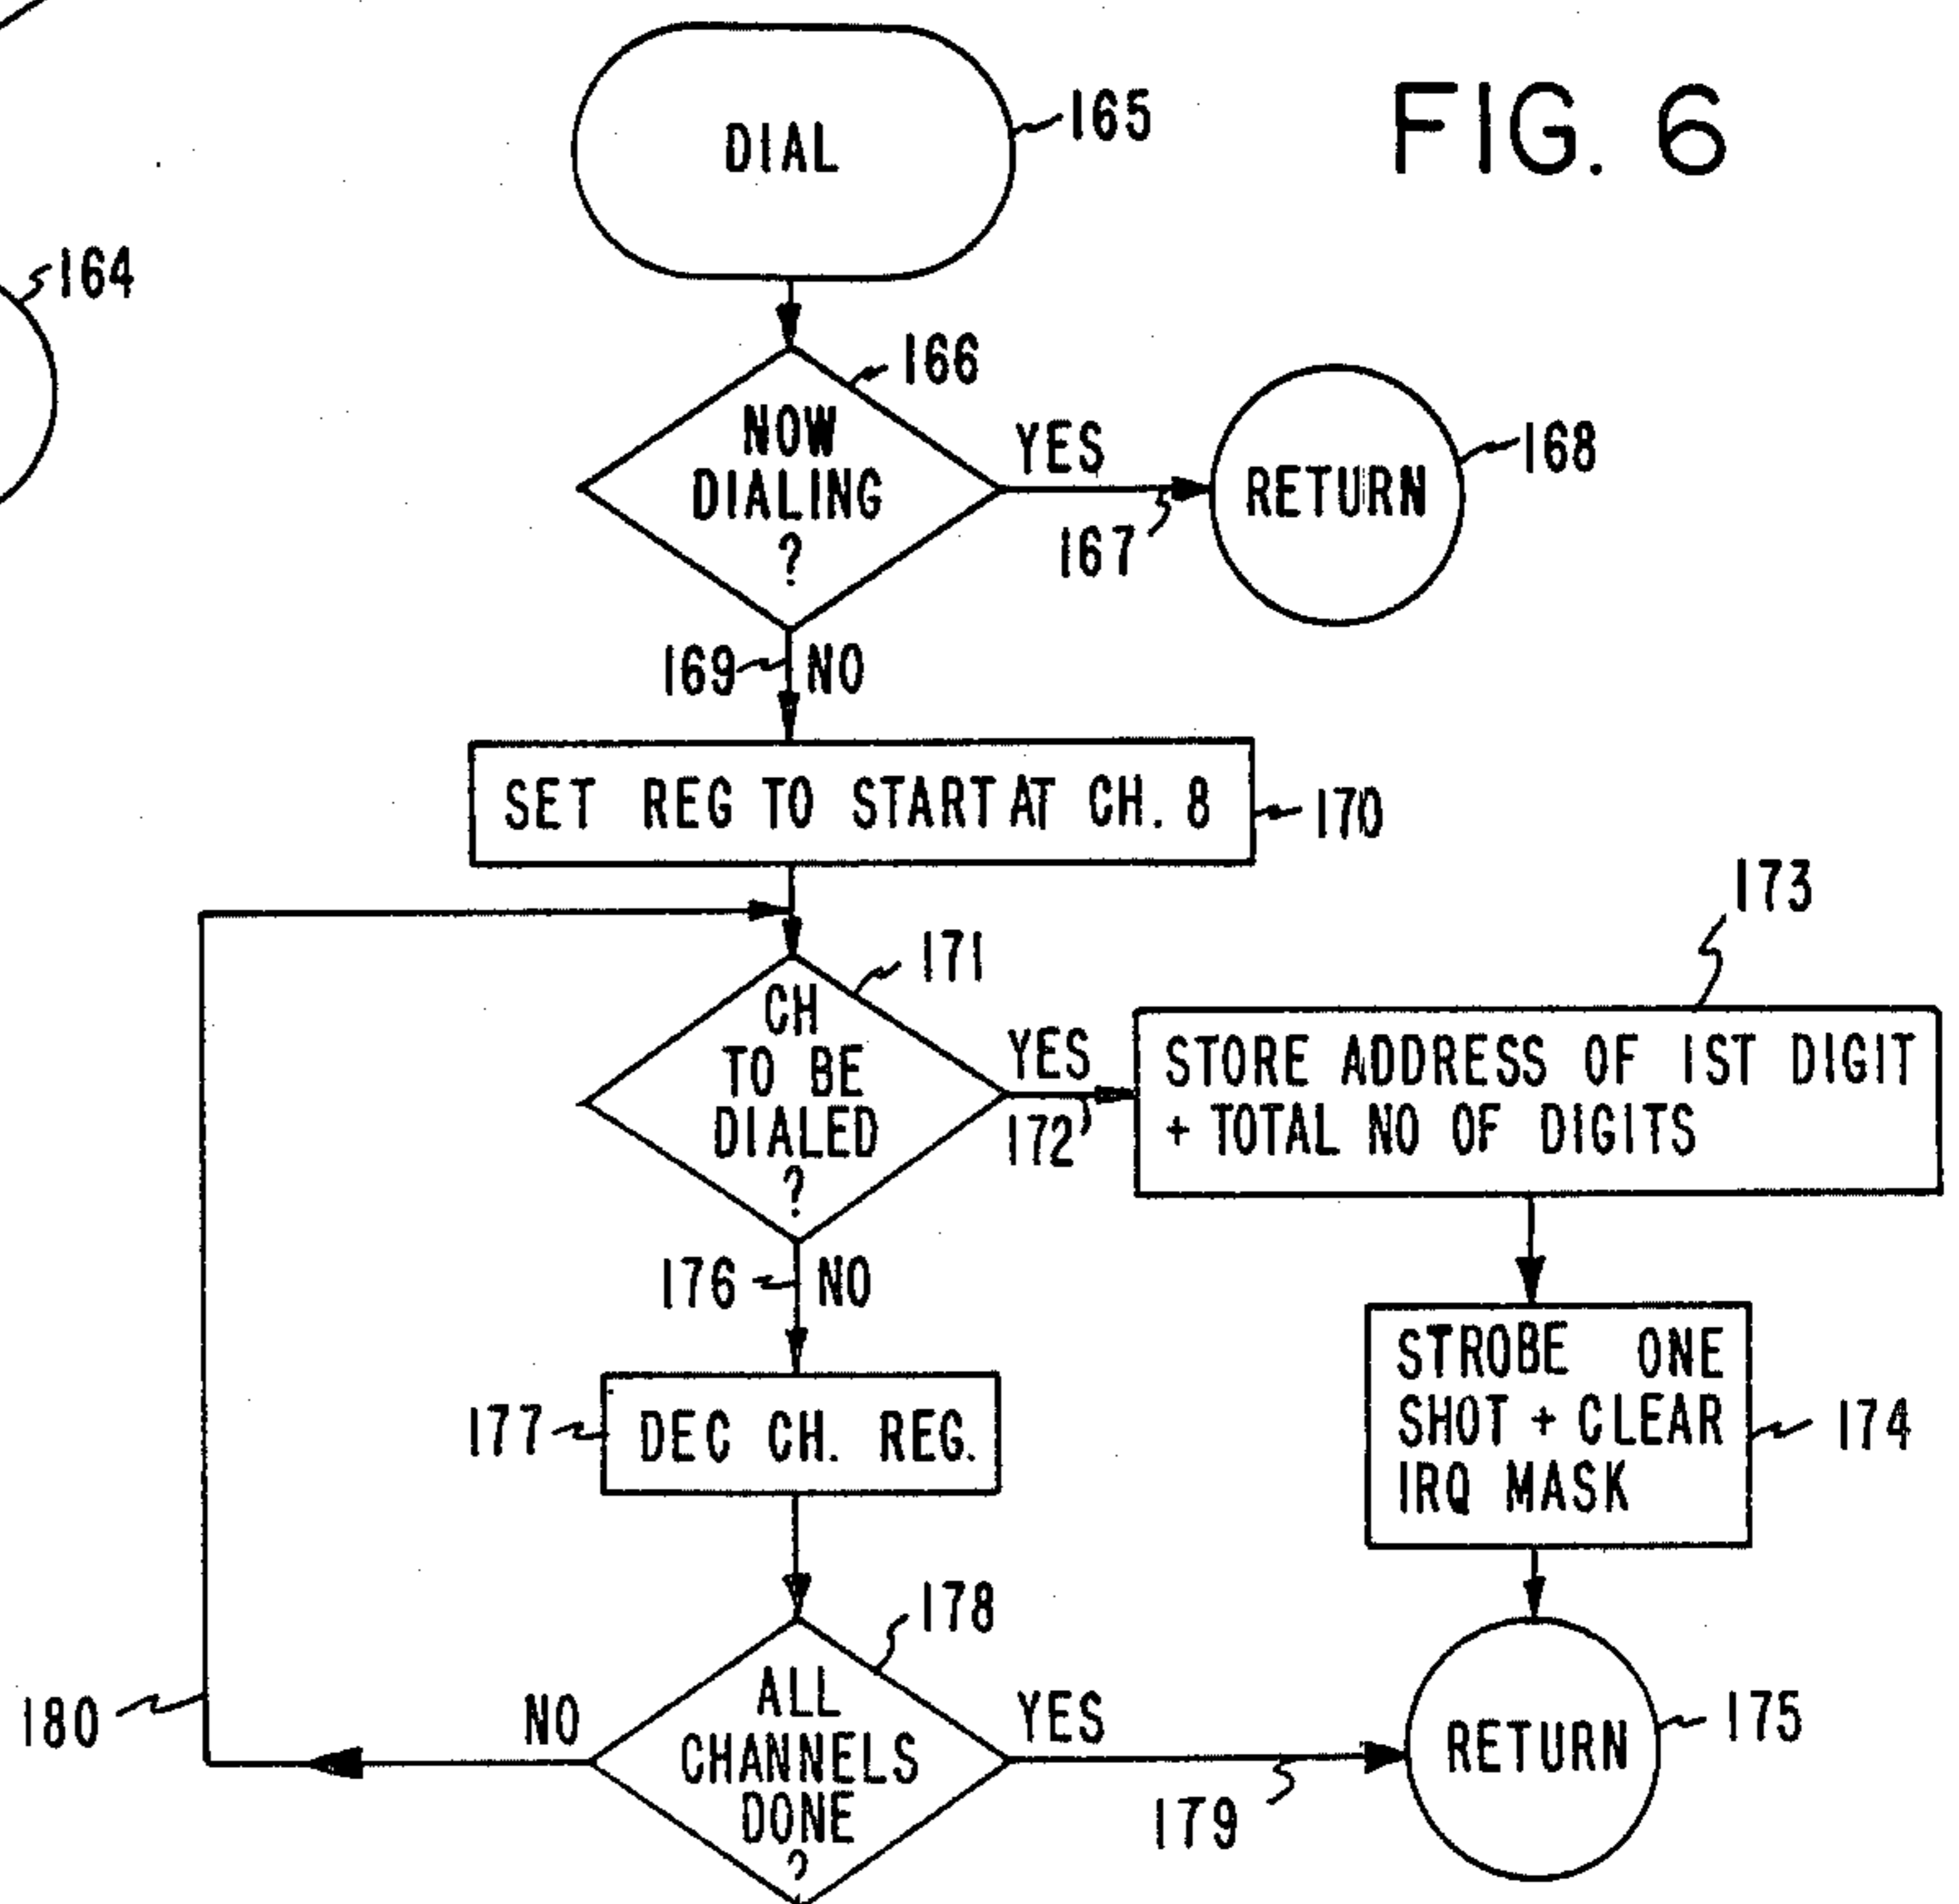 FIG. 6
DIAL
165
164
166
NOW
DIALING
?
YES
167
RETURN
168
169
NO
SET REG TO START AT CH. 8
170
171
CH
TO BE
DIALED
?
YES
172
173
STORE ADDRESS OF 1ST DIGIT
+ TOTAL NO OF DIGITS
176
NO
STROBE ONE
SHOT + CLEAR
IRQ MASK
174
177
DEC CH. REG.
178
ALL
CHANNELS
DONE
?
NO
180
YES
179
RETURN
175